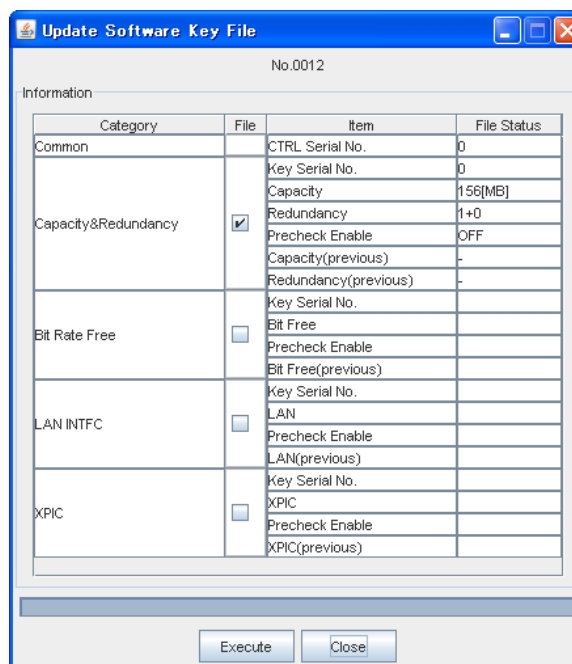 Update Software Key File
No.0012
Information
Category File Item File Status
Common CTRL Serial No. 0
Capacity&Redundancy Key Serial No. 0
Capacity 156[MB]
Redundancy 1+0
Precheck Enable OFF
Capacity(previous) -
Redundancy(previous) -
Bit Rate Free Key Serial No.
Bit Free
Precheck Enable
Bit Free(previous)
LAN INTFC Key Serial No.
LAN
Precheck Enable
LAN(previous)
XPIC Key Serial No.
XPIC
Precheck Enable
XPIC(previous)
Execute Close